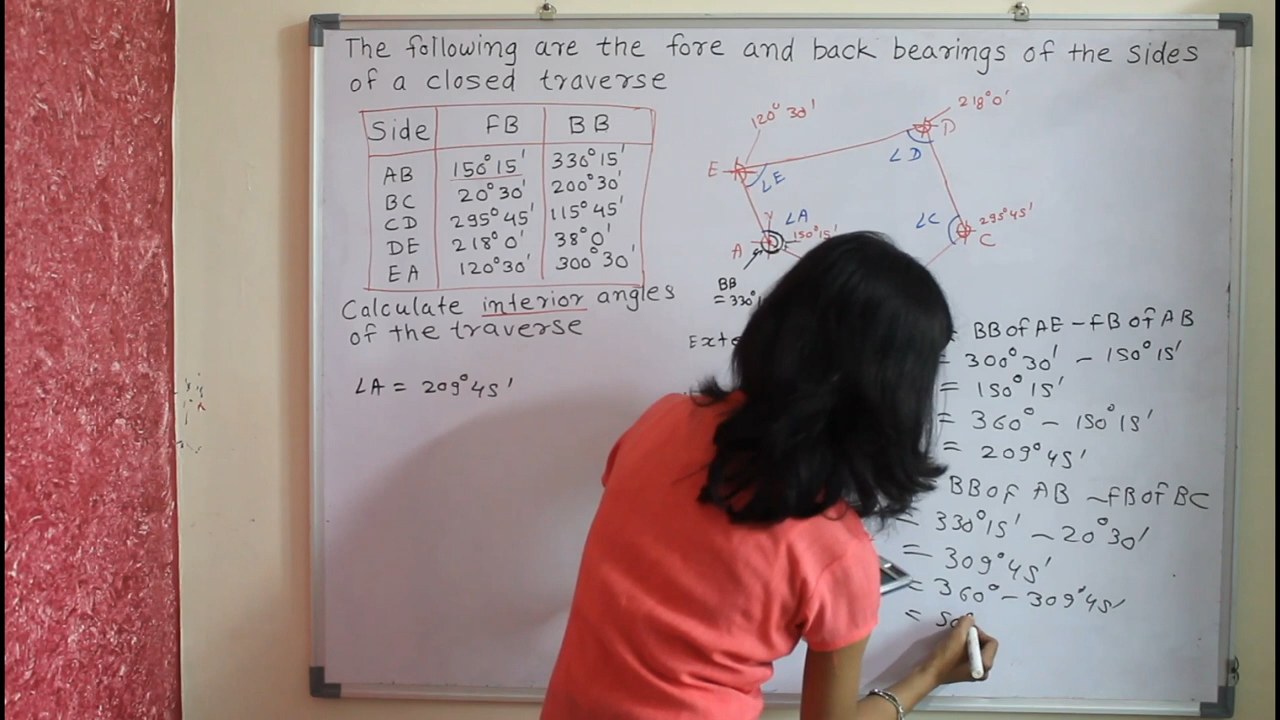 The following are the fore and back bearings of the sides
of a closed traverse
Side FB BB
AB 150°15' 330°15'
BC 20°30' 200°30'
CD 295°45' 115°45'
DE 218°0' 38°0'
EA 120°30' 300°30'
Calculate interior angles
of the traverse
∠A = 209°45'
120°30'
218°0'
E
D
∠E
∠D
∠A
∠C
295°45'
A
150°15'
C
BB
= 330°
Exte
= BB of AE - FB of AB
= 300°30' - 150°15'
= 150°15'
= 360° - 150°15'
= 209°45'
BB of AB - FB of BC
= 330°15' - 20°30'
= 309°45'
= 360° - 309°45'
= 50°